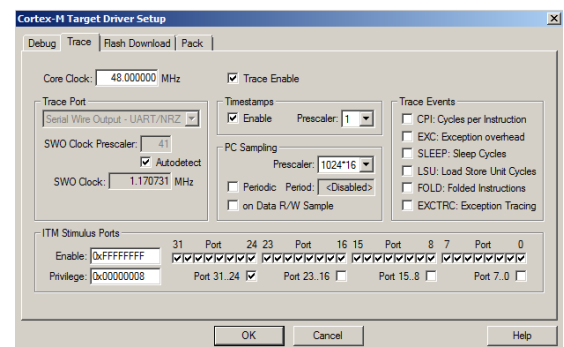 Cortex-M Target Driver Setup
Debug Trace Flash Download Pack
Core Clock: 48.000000 MHz Trace Enable
Trace Port
Serial Wire Output - UART/NRZ
SWO Clock Prescaler: 41
Autodetect
SWO Clock: 1.170731 MHz
Timestamps
Enable Prescaler: 1
PC Sampling
Prescaler: 1024*16
Periodic Period: <Disabled>
on Data R/W Sample
Trace Events
CPI: Cycles per Instruction
EXC: Exception overhead
SLEEP: Sleep Cycles
LSU: Load Store Unit Cycles
FOLD: Folded Instructions
EXCTRC: Exception Tracing
ITM Stimulus Ports
31 Port 24 23 Port 16 15 Port 8 7 Port 0
Enable: 0xFFFFFFFF
Privilege: 0x00000008 Port 31..24 Port 23..16 Port 15..8 Port 7..0
OK Cancel Help